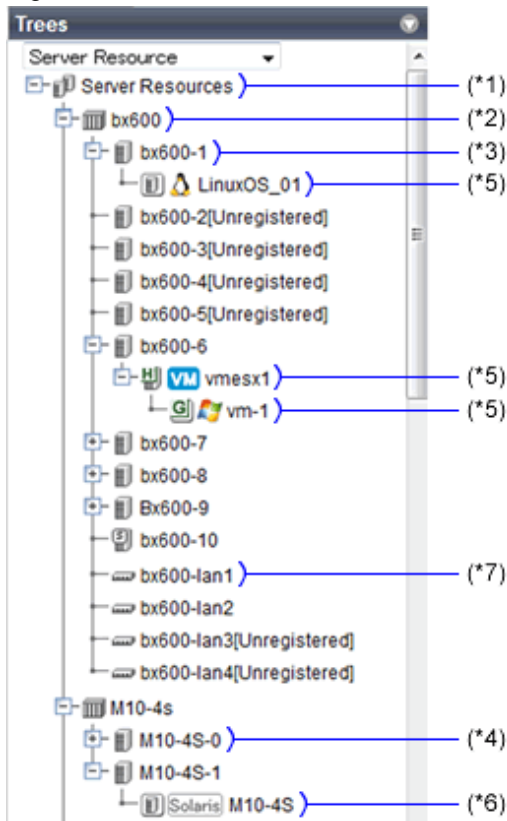 Trees
Server Resource
Server Resources (*1)
bx600 (*2)
bx600-1 (*3)
LinuxOS_01 (*5)
bx600-2[Unregistered]
bx600-3[Unregistered]
bx600-4[Unregistered]
bx600-5[Unregistered]
bx600-6
H VM vmesx1 (*5)
G vm-1 (*5)
bx600-7
bx600-8
Bx600-9
S bx600-10
bx600-lan1 (*7)
bx600-lan2
bx600-lan3[Unregistered]
bx600-lan4[Unregistered]
M10-4s
M10-4S-0 (*4)
M10-4S-1
Solaris M10-4S (*6)